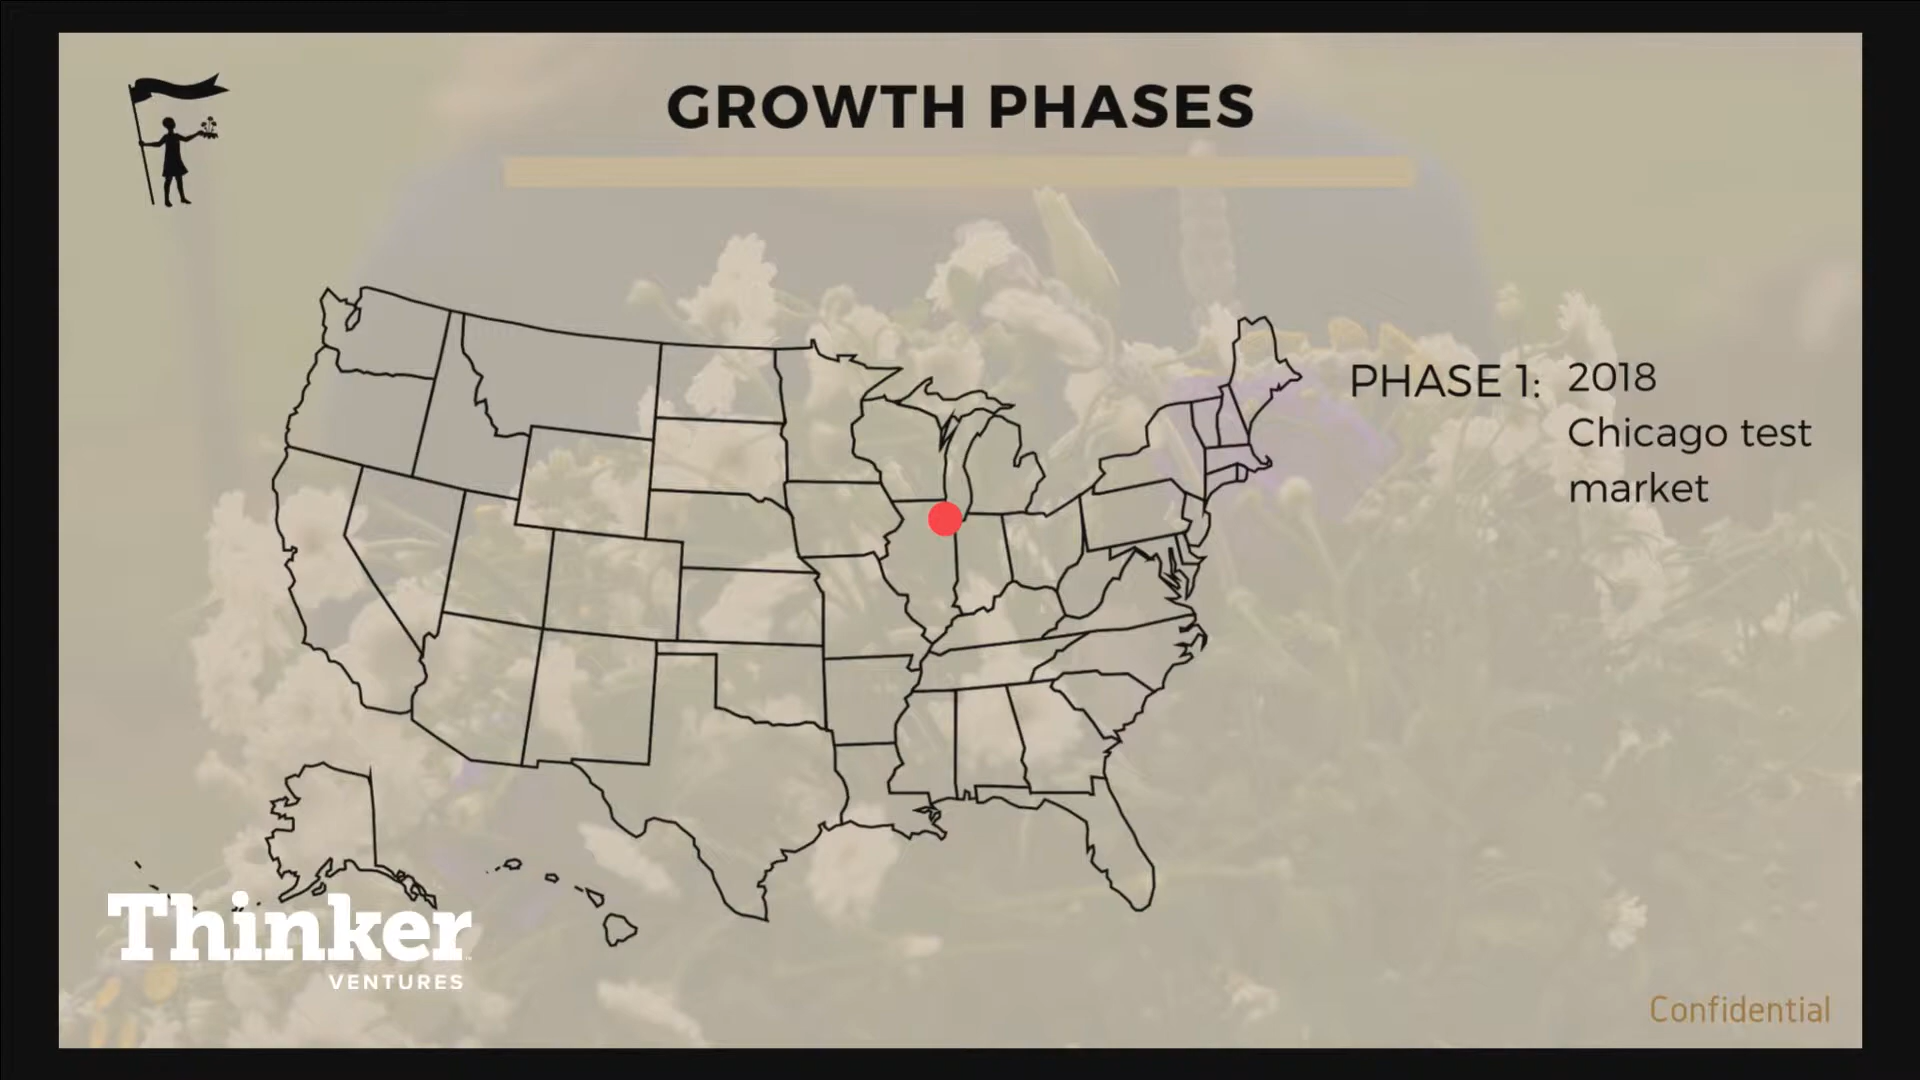 GROWTH PHASES
PHASE 1: 2018
Chicago test
market
Thinker
VENTURES
Confidential